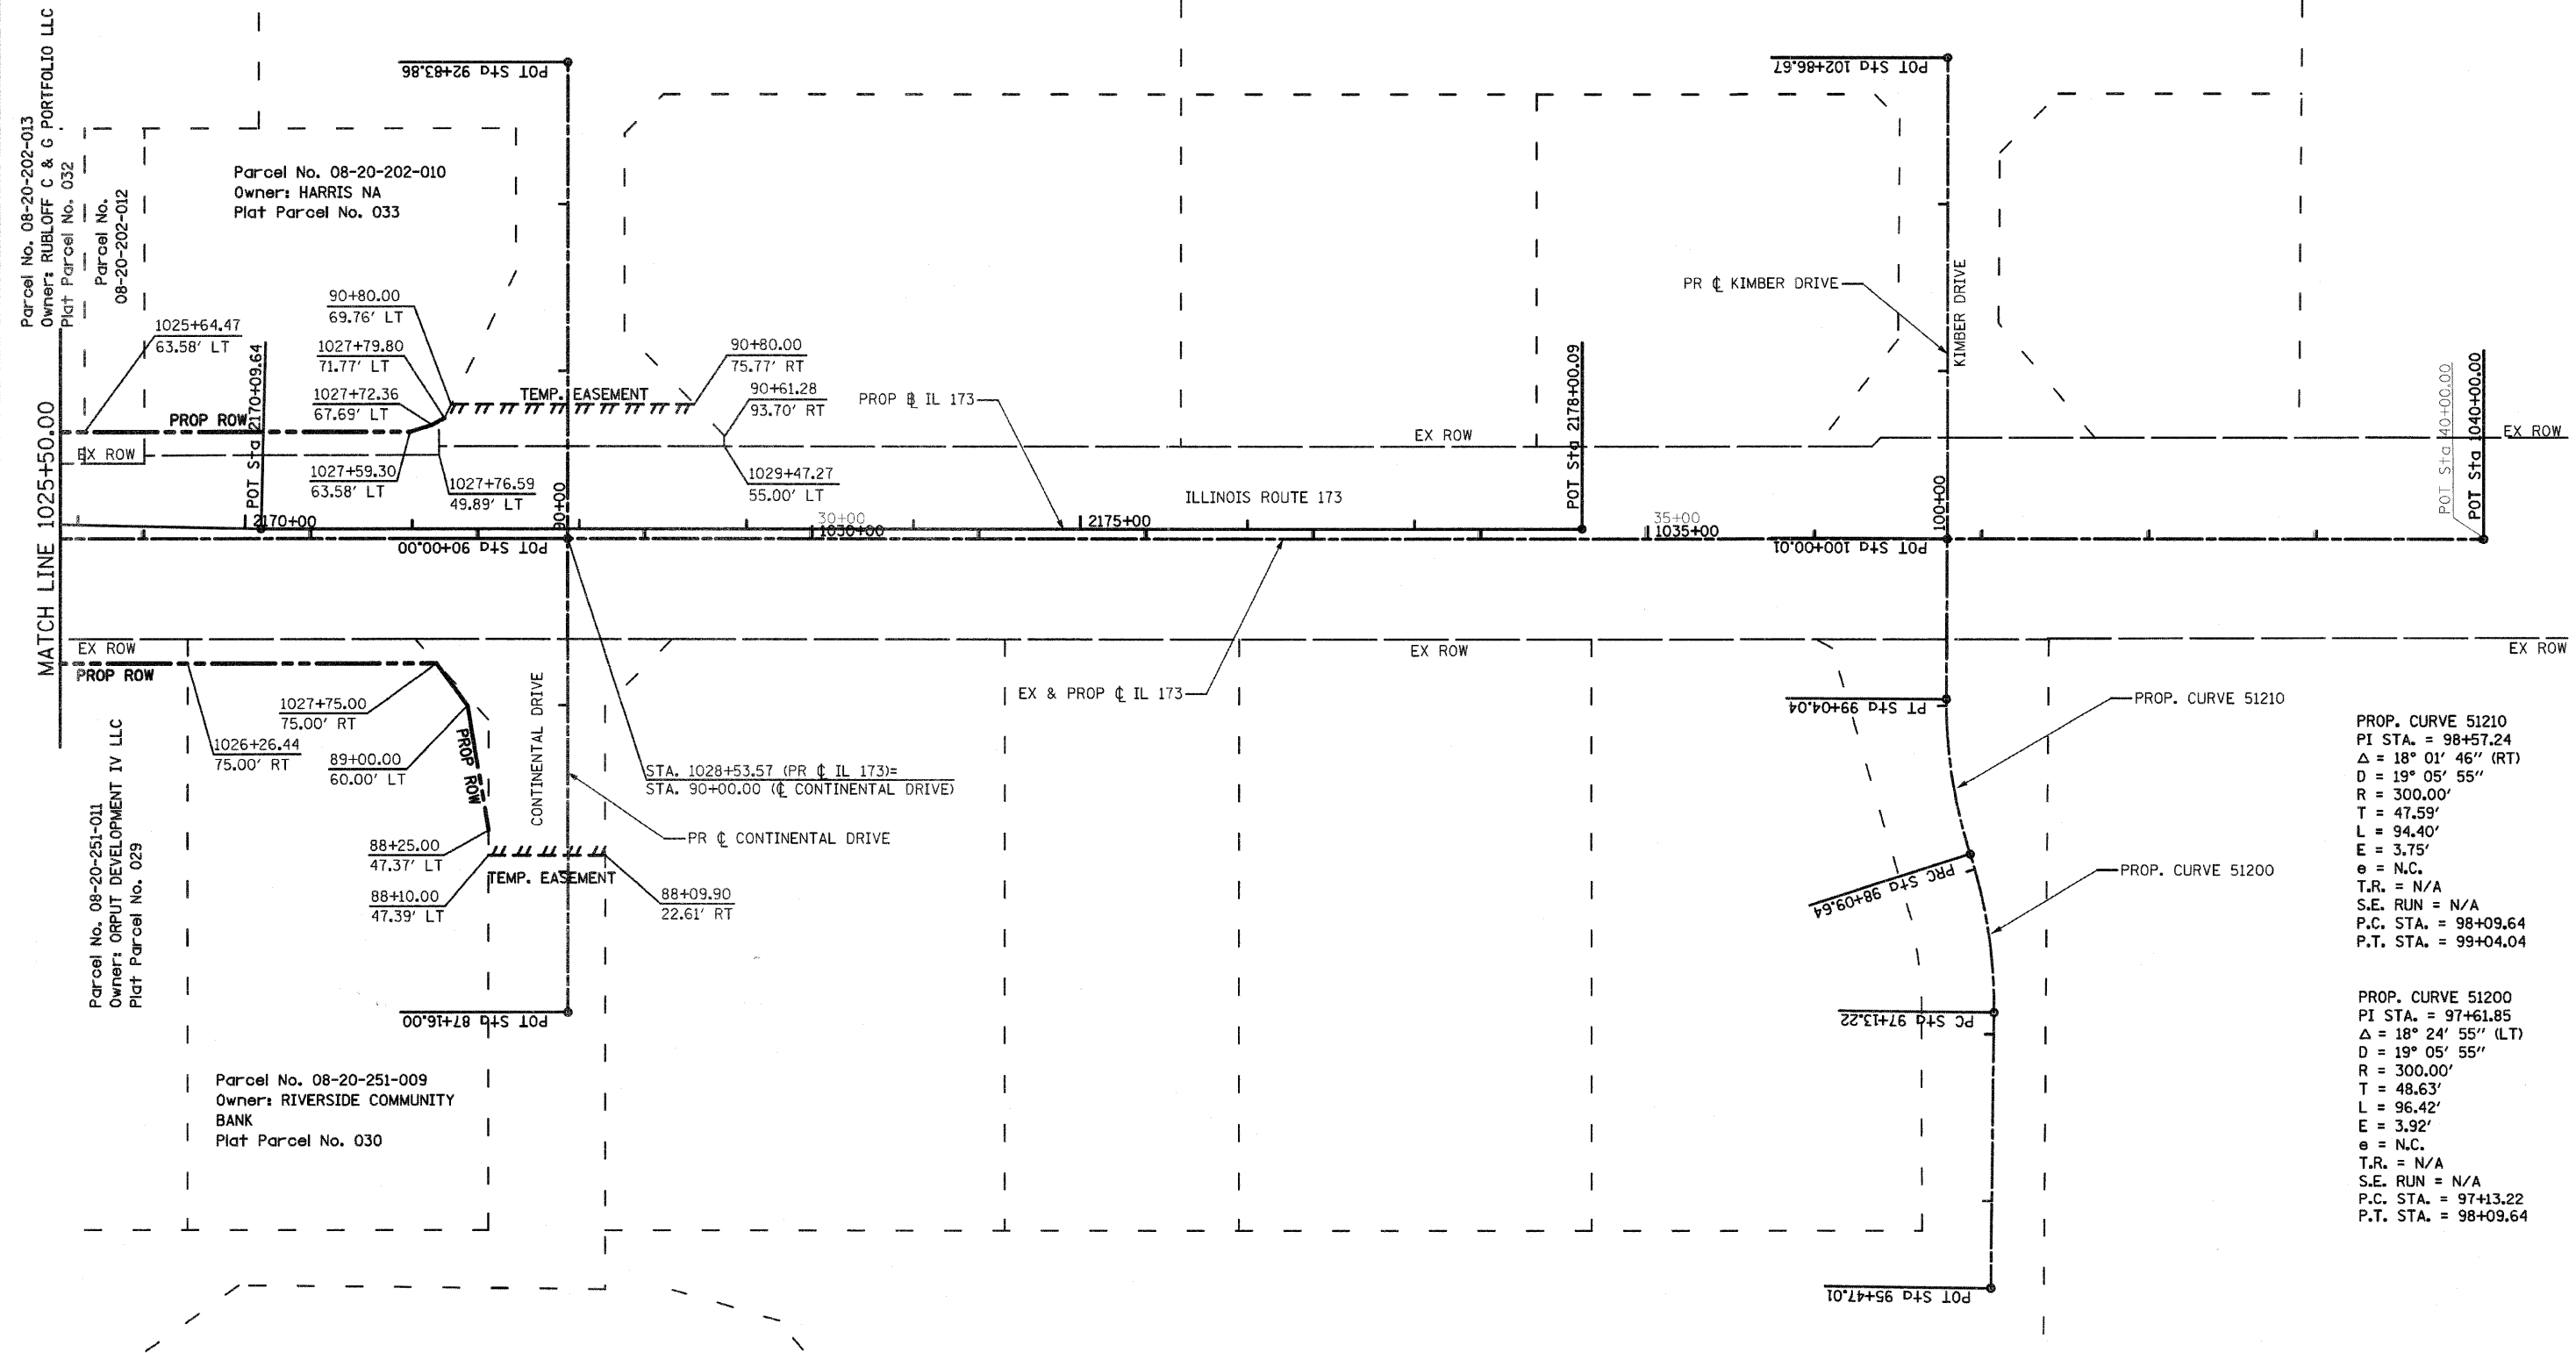 Parcel No. 08-20-202-013
Owner: RUBLOFF C & G PORTFOLIO LLC
Plat Parcel No. 032
Parcel No.
08-20-202-012
Parcel No. 08-20-202-010
Owner: HARRIS NA
Plat Parcel No. 033
POT Sta 92+83.86
POT Sta 102+86.67
1025+64.47
63.58' LT
90+80.00
69.76' LT
1027+79.80
71.77' LT
1027+72.36
67.69' LT
1027+59.30
63.58' LT
1027+76.59
49.89' LT
TEMP. EASEMENT
90+80.00
75.77' RT
90+61.28
93.70' RT
1029+47.27
55.00' LT
PROP ROW
EX ROW
POT Sta 2170+09.64
PROP B IL 173
EX ROW
ILLINOIS ROUTE 173
POT Sta 2178+00.09
PR ℄ KIMBER DRIVE
KIMBER DRIVE
POT Sta 40+00.00
POT Sta 1040+00.00
EX ROW
MATCH LINE 1025+50.00
2170+00
90+00
30+00
1030+00
2175+00
35+00
1035+00
100+00
POT Sta 90+00.00
POT Sta 100+00.01
EX ROW
PROP ROW
EX ROW
EX ROW
EX & PROP ℄ IL 173
1026+26.44
75.00' RT
1027+75.00
75.00' RT
89+00.00
60.00' LT
PROP ROW
88+25.00
47.37' LT
88+10.00
47.39' LT
TEMP. EASEMENT
88+09.90
22.61' RT
CONTINENTAL DRIVE
STA. 1028+53.57 (PR ℄ IL 173)=
STA. 90+00.00 (℄ CONTINENTAL DRIVE)
PR ℄ CONTINENTAL DRIVE
POT Sta 87+16.00
Parcel No. 08-20-251-011
Owner: ORPUT DEVELOPMENT IV LLC
Plat Parcel No. 029
Parcel No. 08-20-251-009
Owner: RIVERSIDE COMMUNITY
BANK
Plat Parcel No. 030
PT Sta 99+04.04
PROP. CURVE 51210
PRC Sta 98+09.64
PROP. CURVE 51200
PC Sta 97+13.22
POT Sta 95+47.01
PROP. CURVE 51210
PI STA. = 98+57.24
Δ = 18° 01' 46" (RT)
D = 19° 05' 55"
R = 300.00'
T = 47.59'
L = 94.40'
E = 3.75'
e = N.C.
T.R. = N/A
S.E. RUN = N/A
P.C. STA. = 98+09.64
P.T. STA. = 99+04.04
PROP. CURVE 51200
PI STA. = 97+61.85
Δ = 18° 24' 55" (LT)
D = 19° 05' 55"
R = 300.00'
T = 48.63'
L = 96.42'
E = 3.92'
e = N.C.
T.R. = N/A
S.E. RUN = N/A
P.C. STA. = 97+13.22
P.T. STA. = 98+09.64